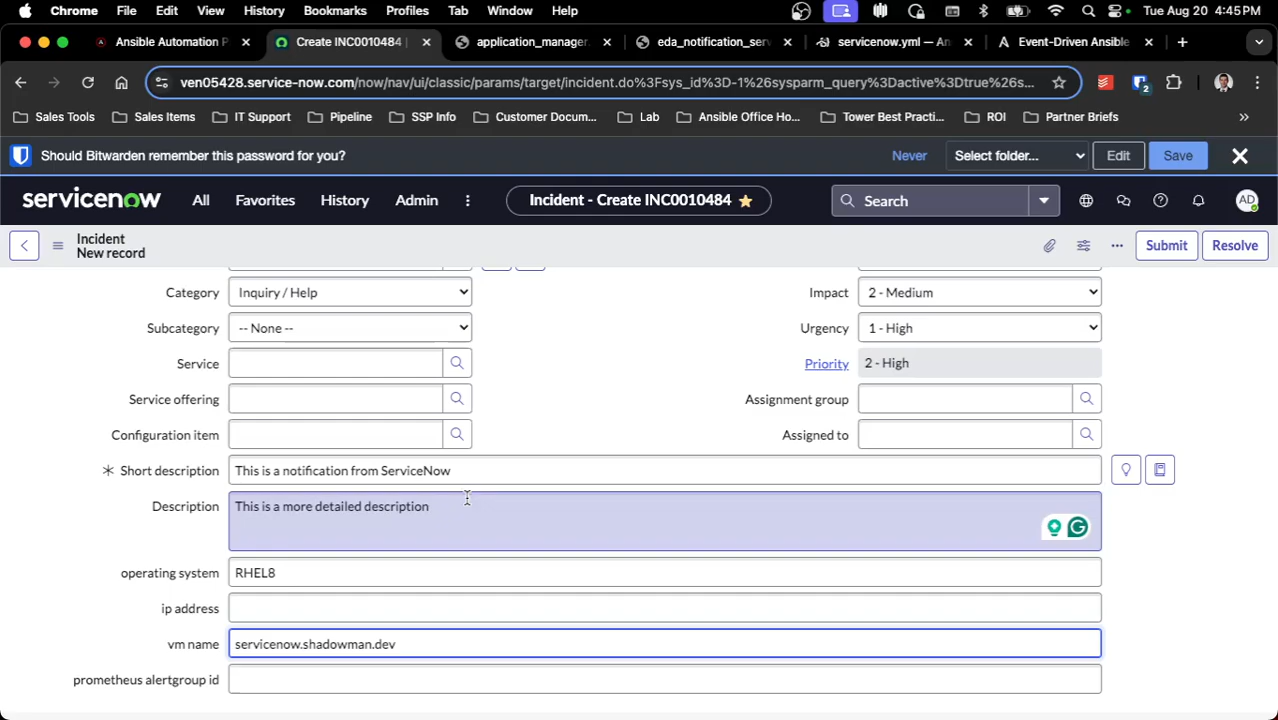 Chrome File Edit View History Bookmarks Profiles Tab Window Help Tue Aug 20 4:45 PM
Ansible Automation P Create INC0010484 application_manager. eda_notification_serv servicenow.yml — An Event-Driven Ansible
ven05428.service-now.com/now/nav/ui/classic/params/target/incident.do%3Fsys_id%3D-1%26sysparm_query%3Dactive%3Dtrue%26s... 2
Sales Tools Sales Items IT Support Pipeline SSP Info Customer Docum... Lab Ansible Office Ho... Tower Best Practi... ROI Partner Briefs »
Should Bitwarden remember this password for you? Never Select folder... Edit Save
servicenow All Favorites History Admin Incident - Create INC0010484 Search AD
Incident
New record
Submit Resolve
Category Inquiry / Help Impact 2 - Medium
Subcategory -- None -- Urgency 1 - High
Service Priority 2 - High
Service offering Assignment group
Configuration item Assigned to
Short description This is a notification from ServiceNow
Description This is a more detailed description
operating system RHEL8
ip address
vm name servicenow.shadowman.dev
prometheus alertgroup id